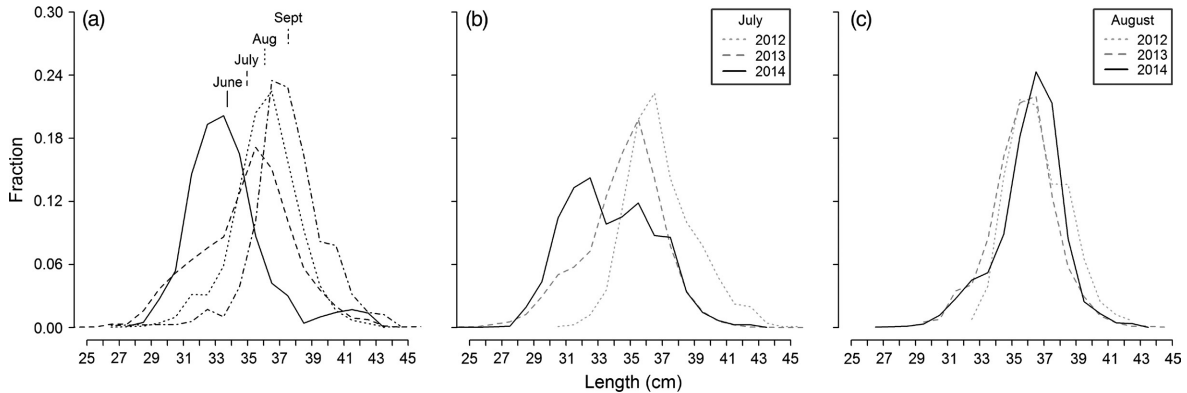 (a)
0.30
0.24
0.18
0.12
0.06
0.00
Fraction
June
July
Aug
Sept
25 27 29 31 33 35 37 39 41 43 45
(b)
July
2012
2013
2014
25 27 29 31 33 35 37 39 41 43 45
Length (cm)
(c)
August
2012
2013
2014
25 27 29 31 33 35 37 39 41 43 45